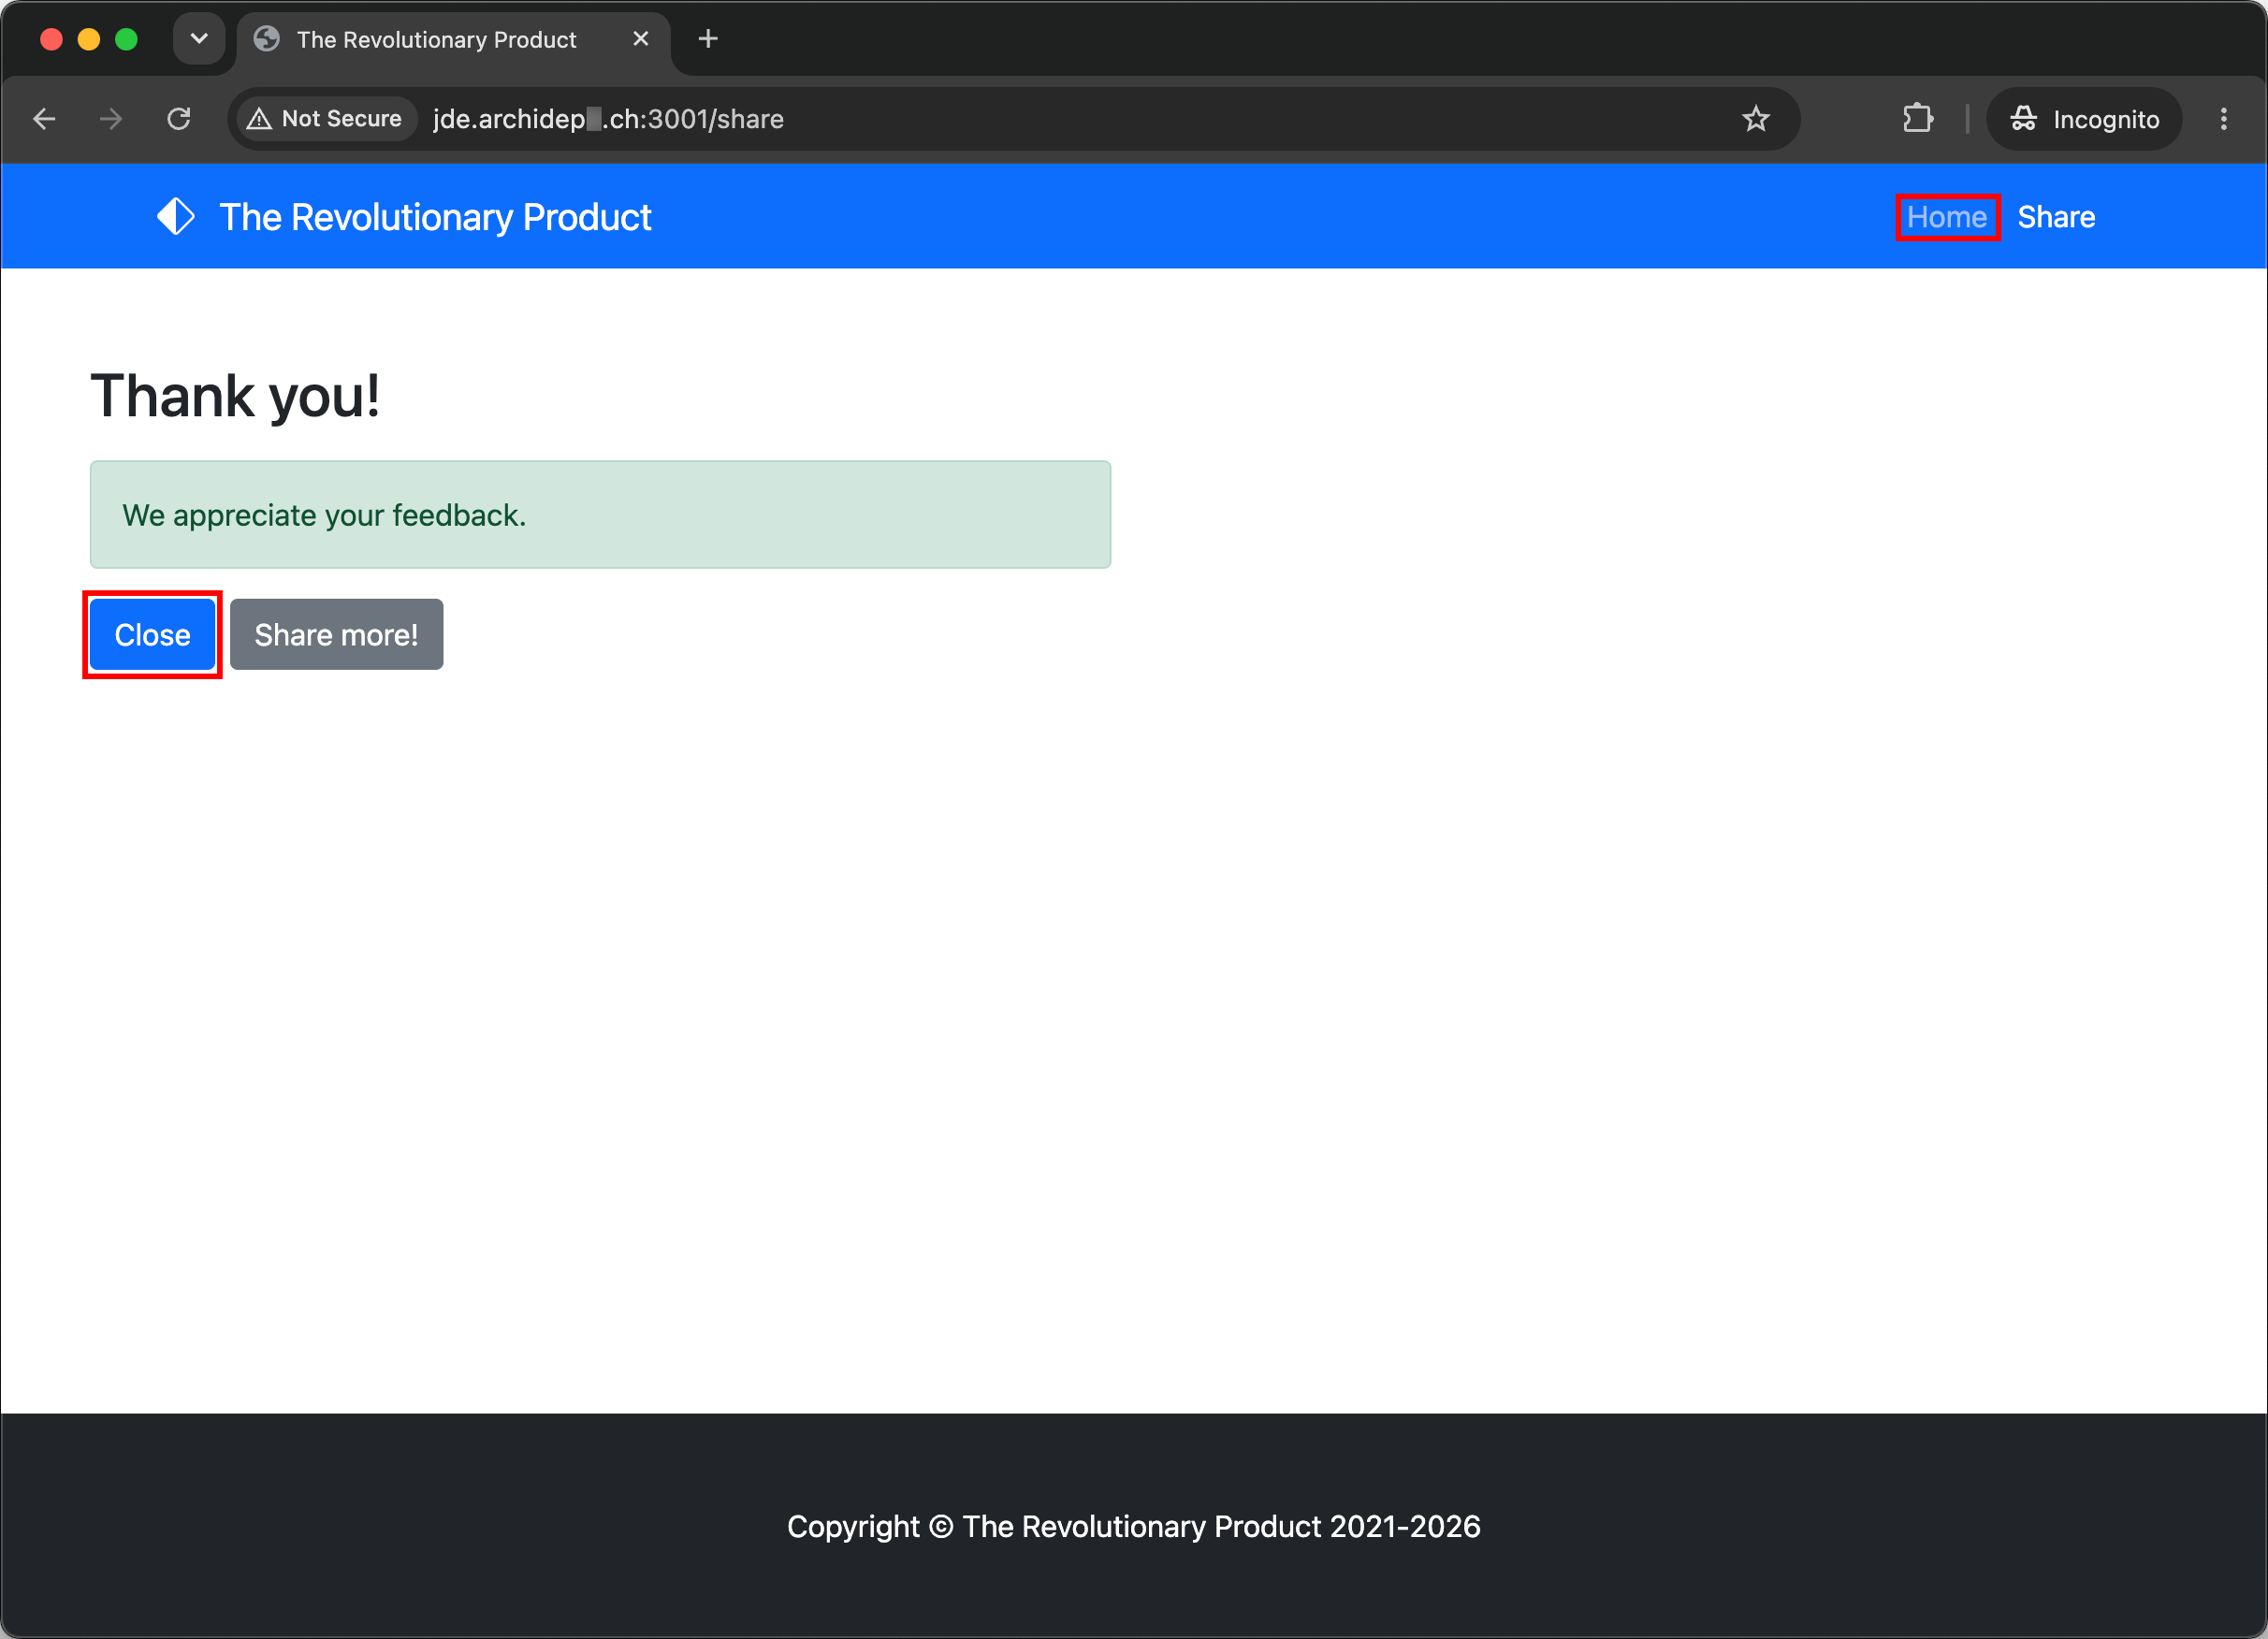 The Revolutionary Product
Not Secure jde.archidep .ch:3001/share Incognito
The Revolutionary Product Home Share
Thank you!
We appreciate your feedback.
Close Share more!
Copyright © The Revolutionary Product 2021-2026